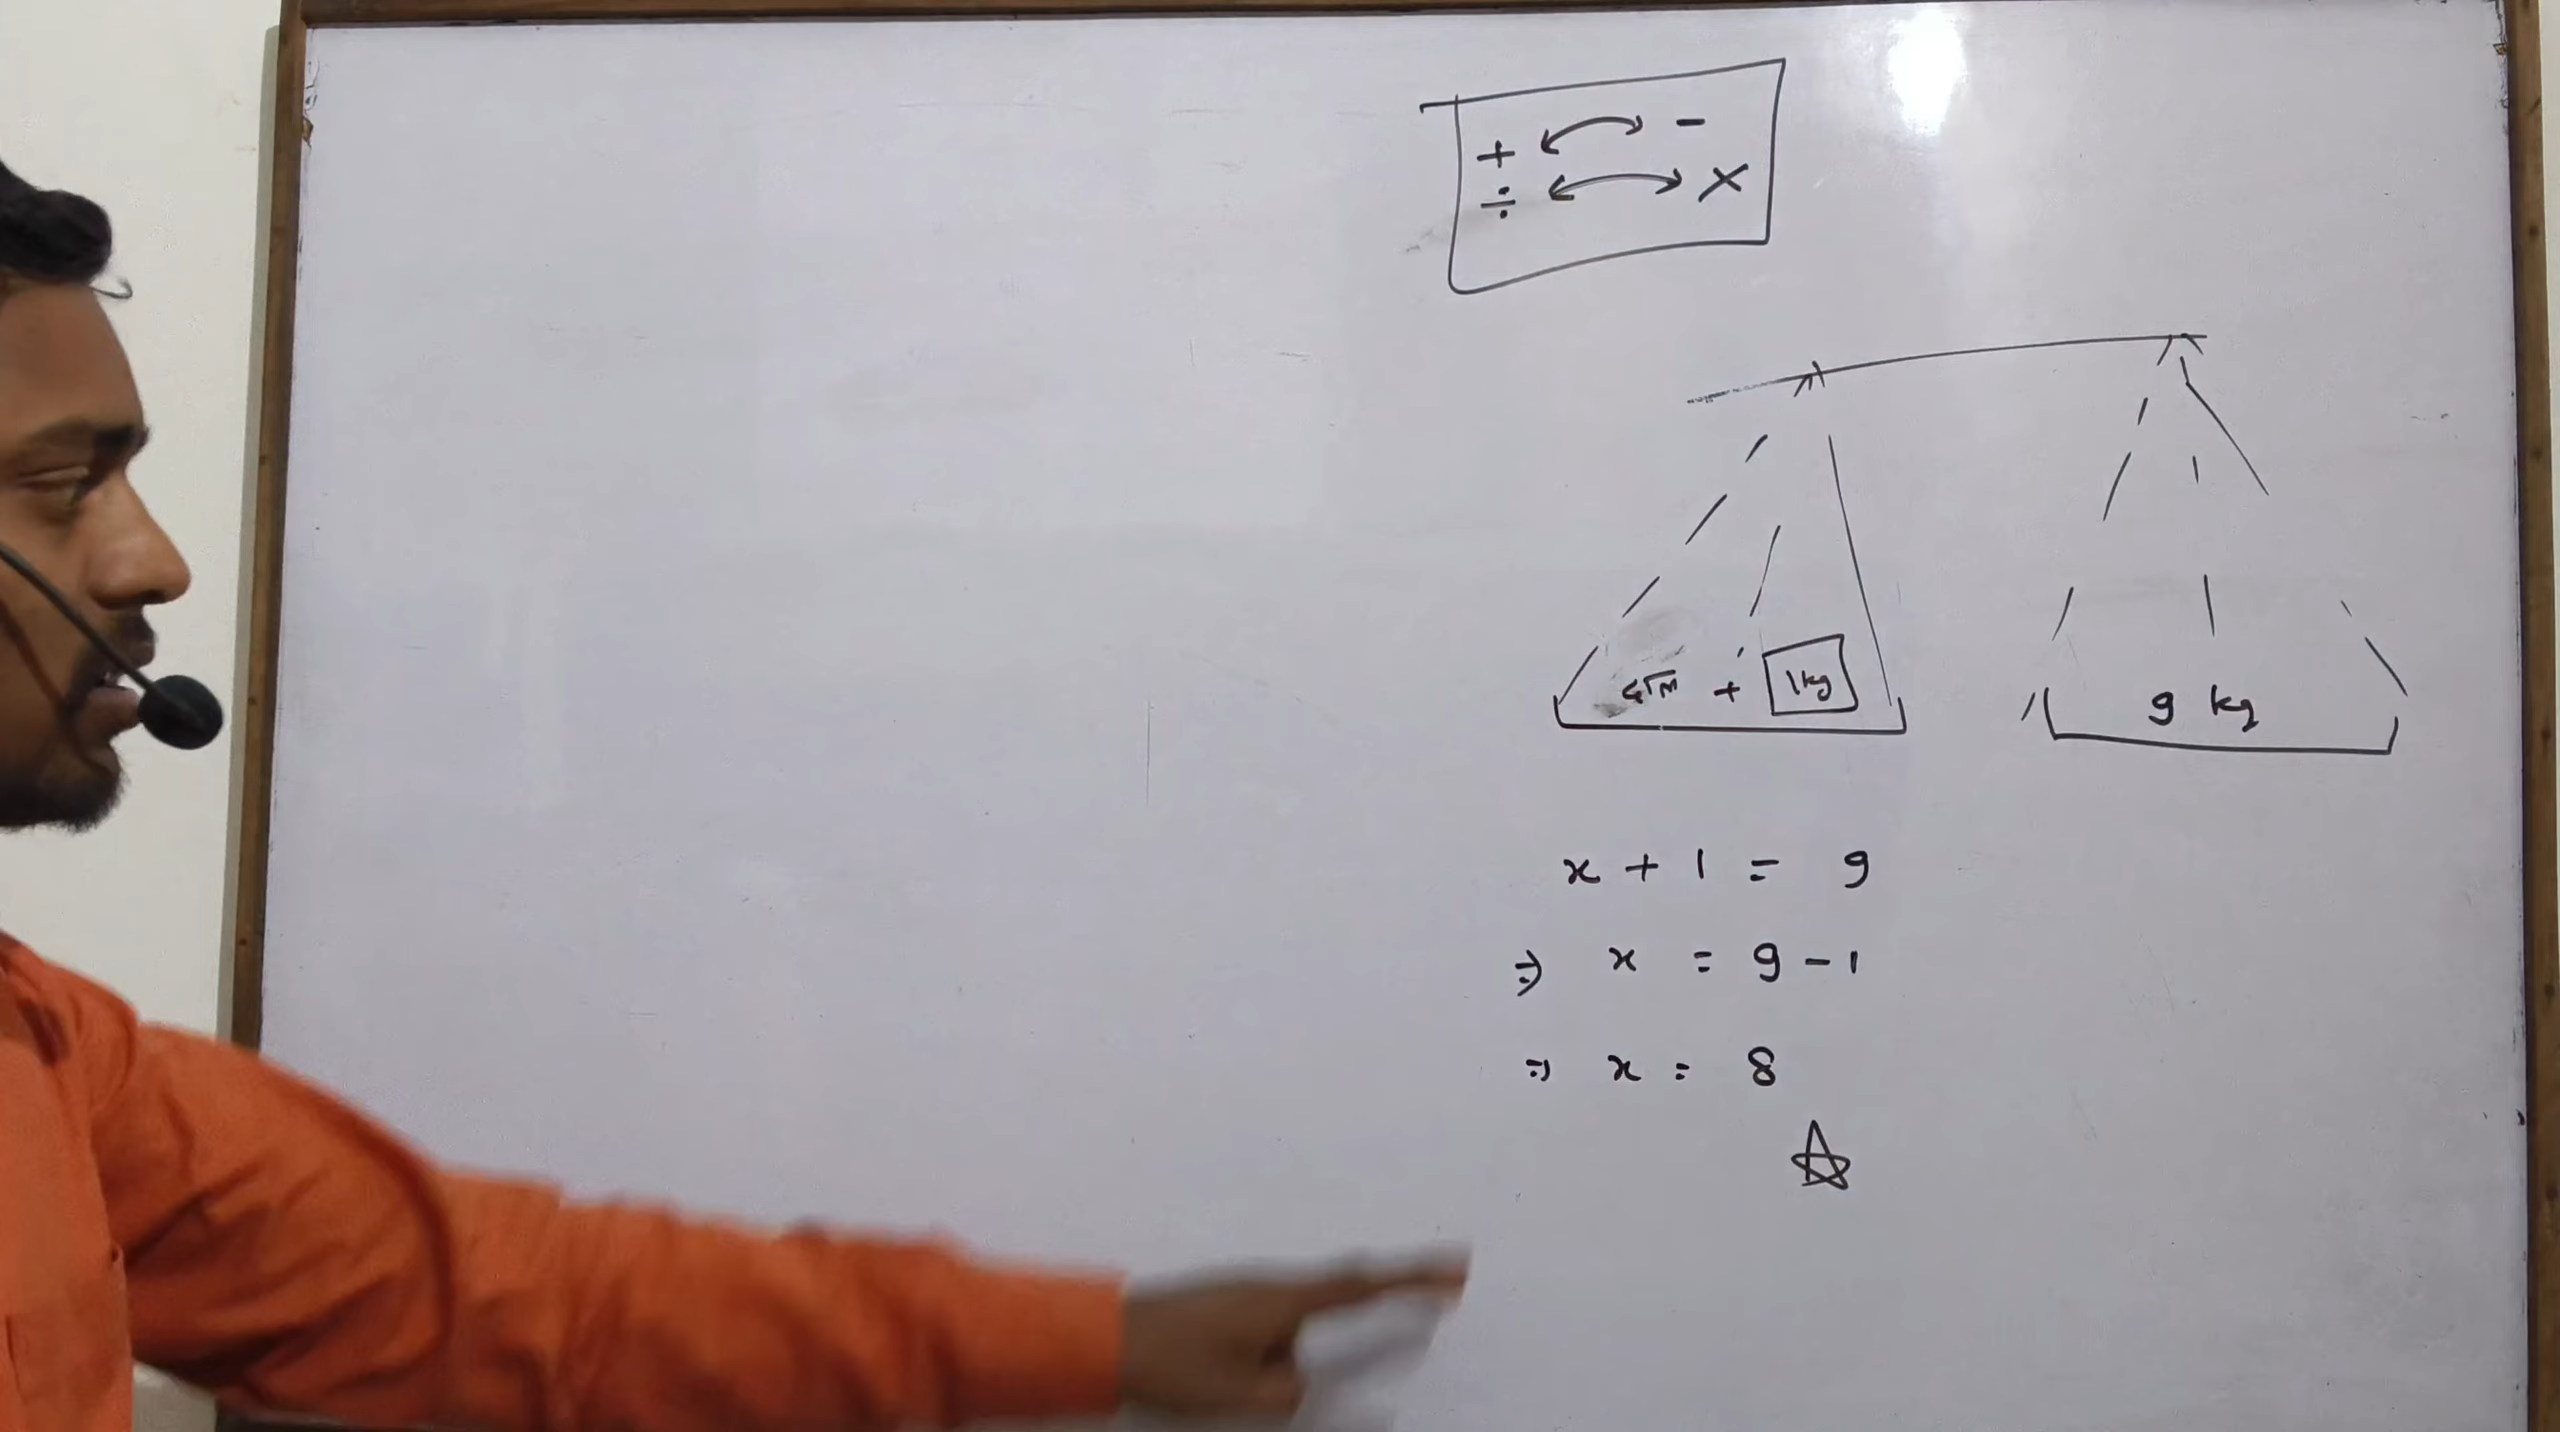 + ↔ -
÷ ↔ ×
+ 1kg
9 kg
x + 1 = 9
⇒ x = 9 - 1
⇒ x = 8